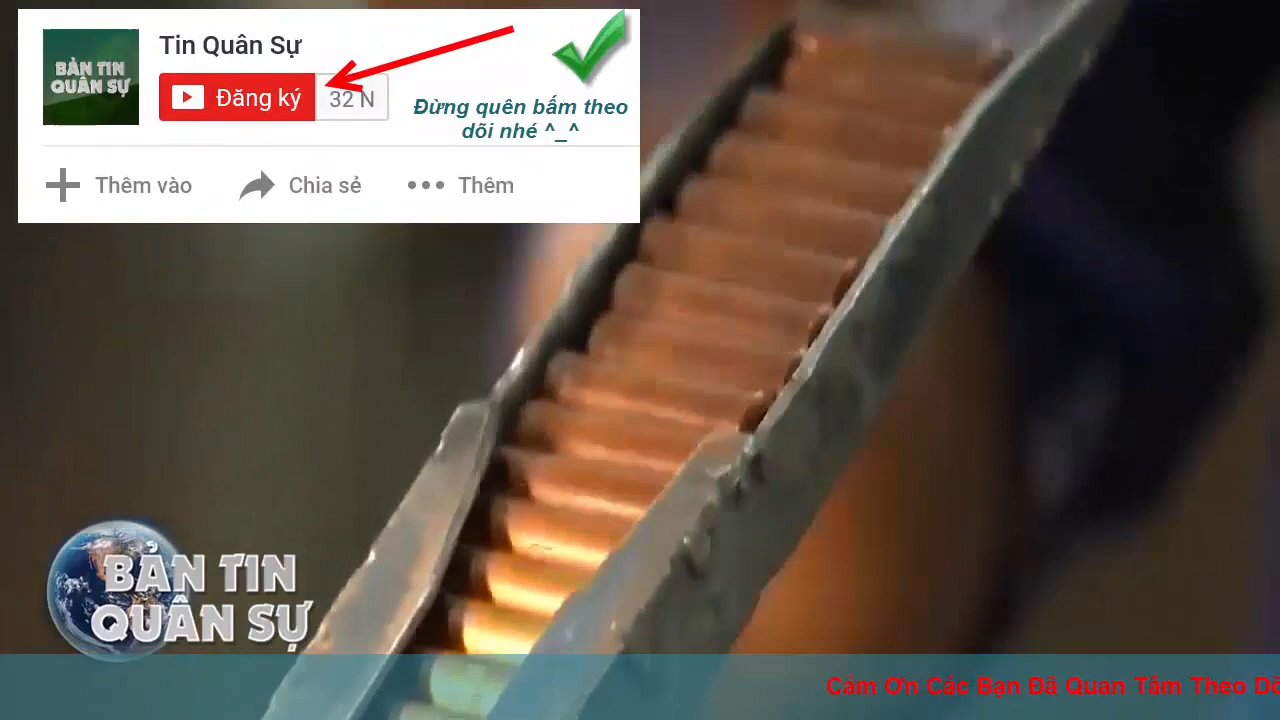 Tin Quân Sự
BẢN TIN
QUÂN SỰ
Đăng ký
32 N
Đừng quên bấm theo
dõi nhé ^_^
Thêm vào
Chia sẻ
Thêm
BẢN TIN
QUÂN SỰ
Cảm Ơn Các Bạn Đã Quan Tâm Theo